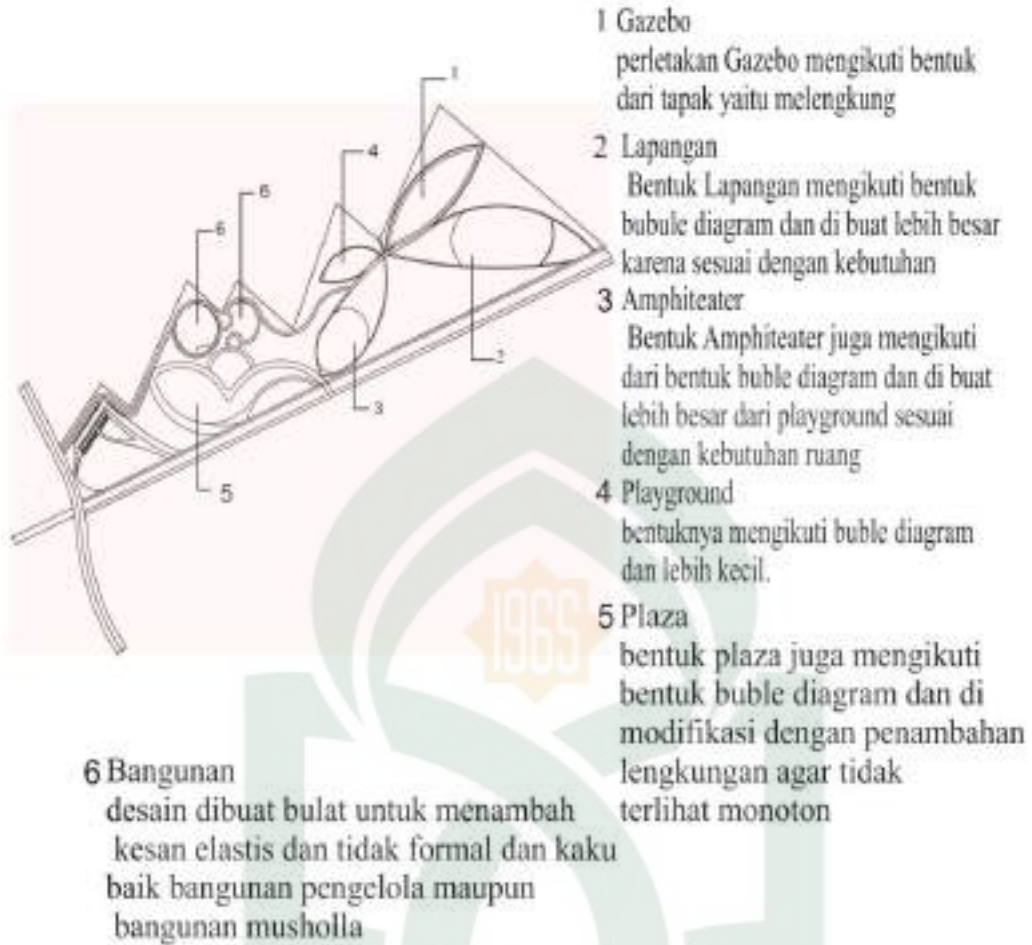 1 Gazebo
perletakan Gazebo mengikuti bentuk
dari tapak yaitu melengkung
2 Lapangan
Bentuk Lapangan mengikuti bentuk
bubule diagram dan di buat lebih besar
karena sesuai dengan kebutuhan
3 Amphiteater
Bentuk Amphiteater juga mengikuti
dari bentuk buble diagram dan di buat
lebih besar dari playground sesuai
dengan kebutuhan ruang
4 Playground
bentuknya mengikuti buble diagram
dan lebih kecil.
5 Plaza
bentuk plaza juga mengikuti
bentuk buble diagram dan di
modifikasi dengan penambahan
lengkungan agar tidak
terlihat monoton
6 Bangunan
desain dibuat bulat untuk menambah
kesan elastis dan tidak formal dan kaku
baik bangunan pengelola maupun
bangunan musholla
1
4
6
6
2
3
5
1965